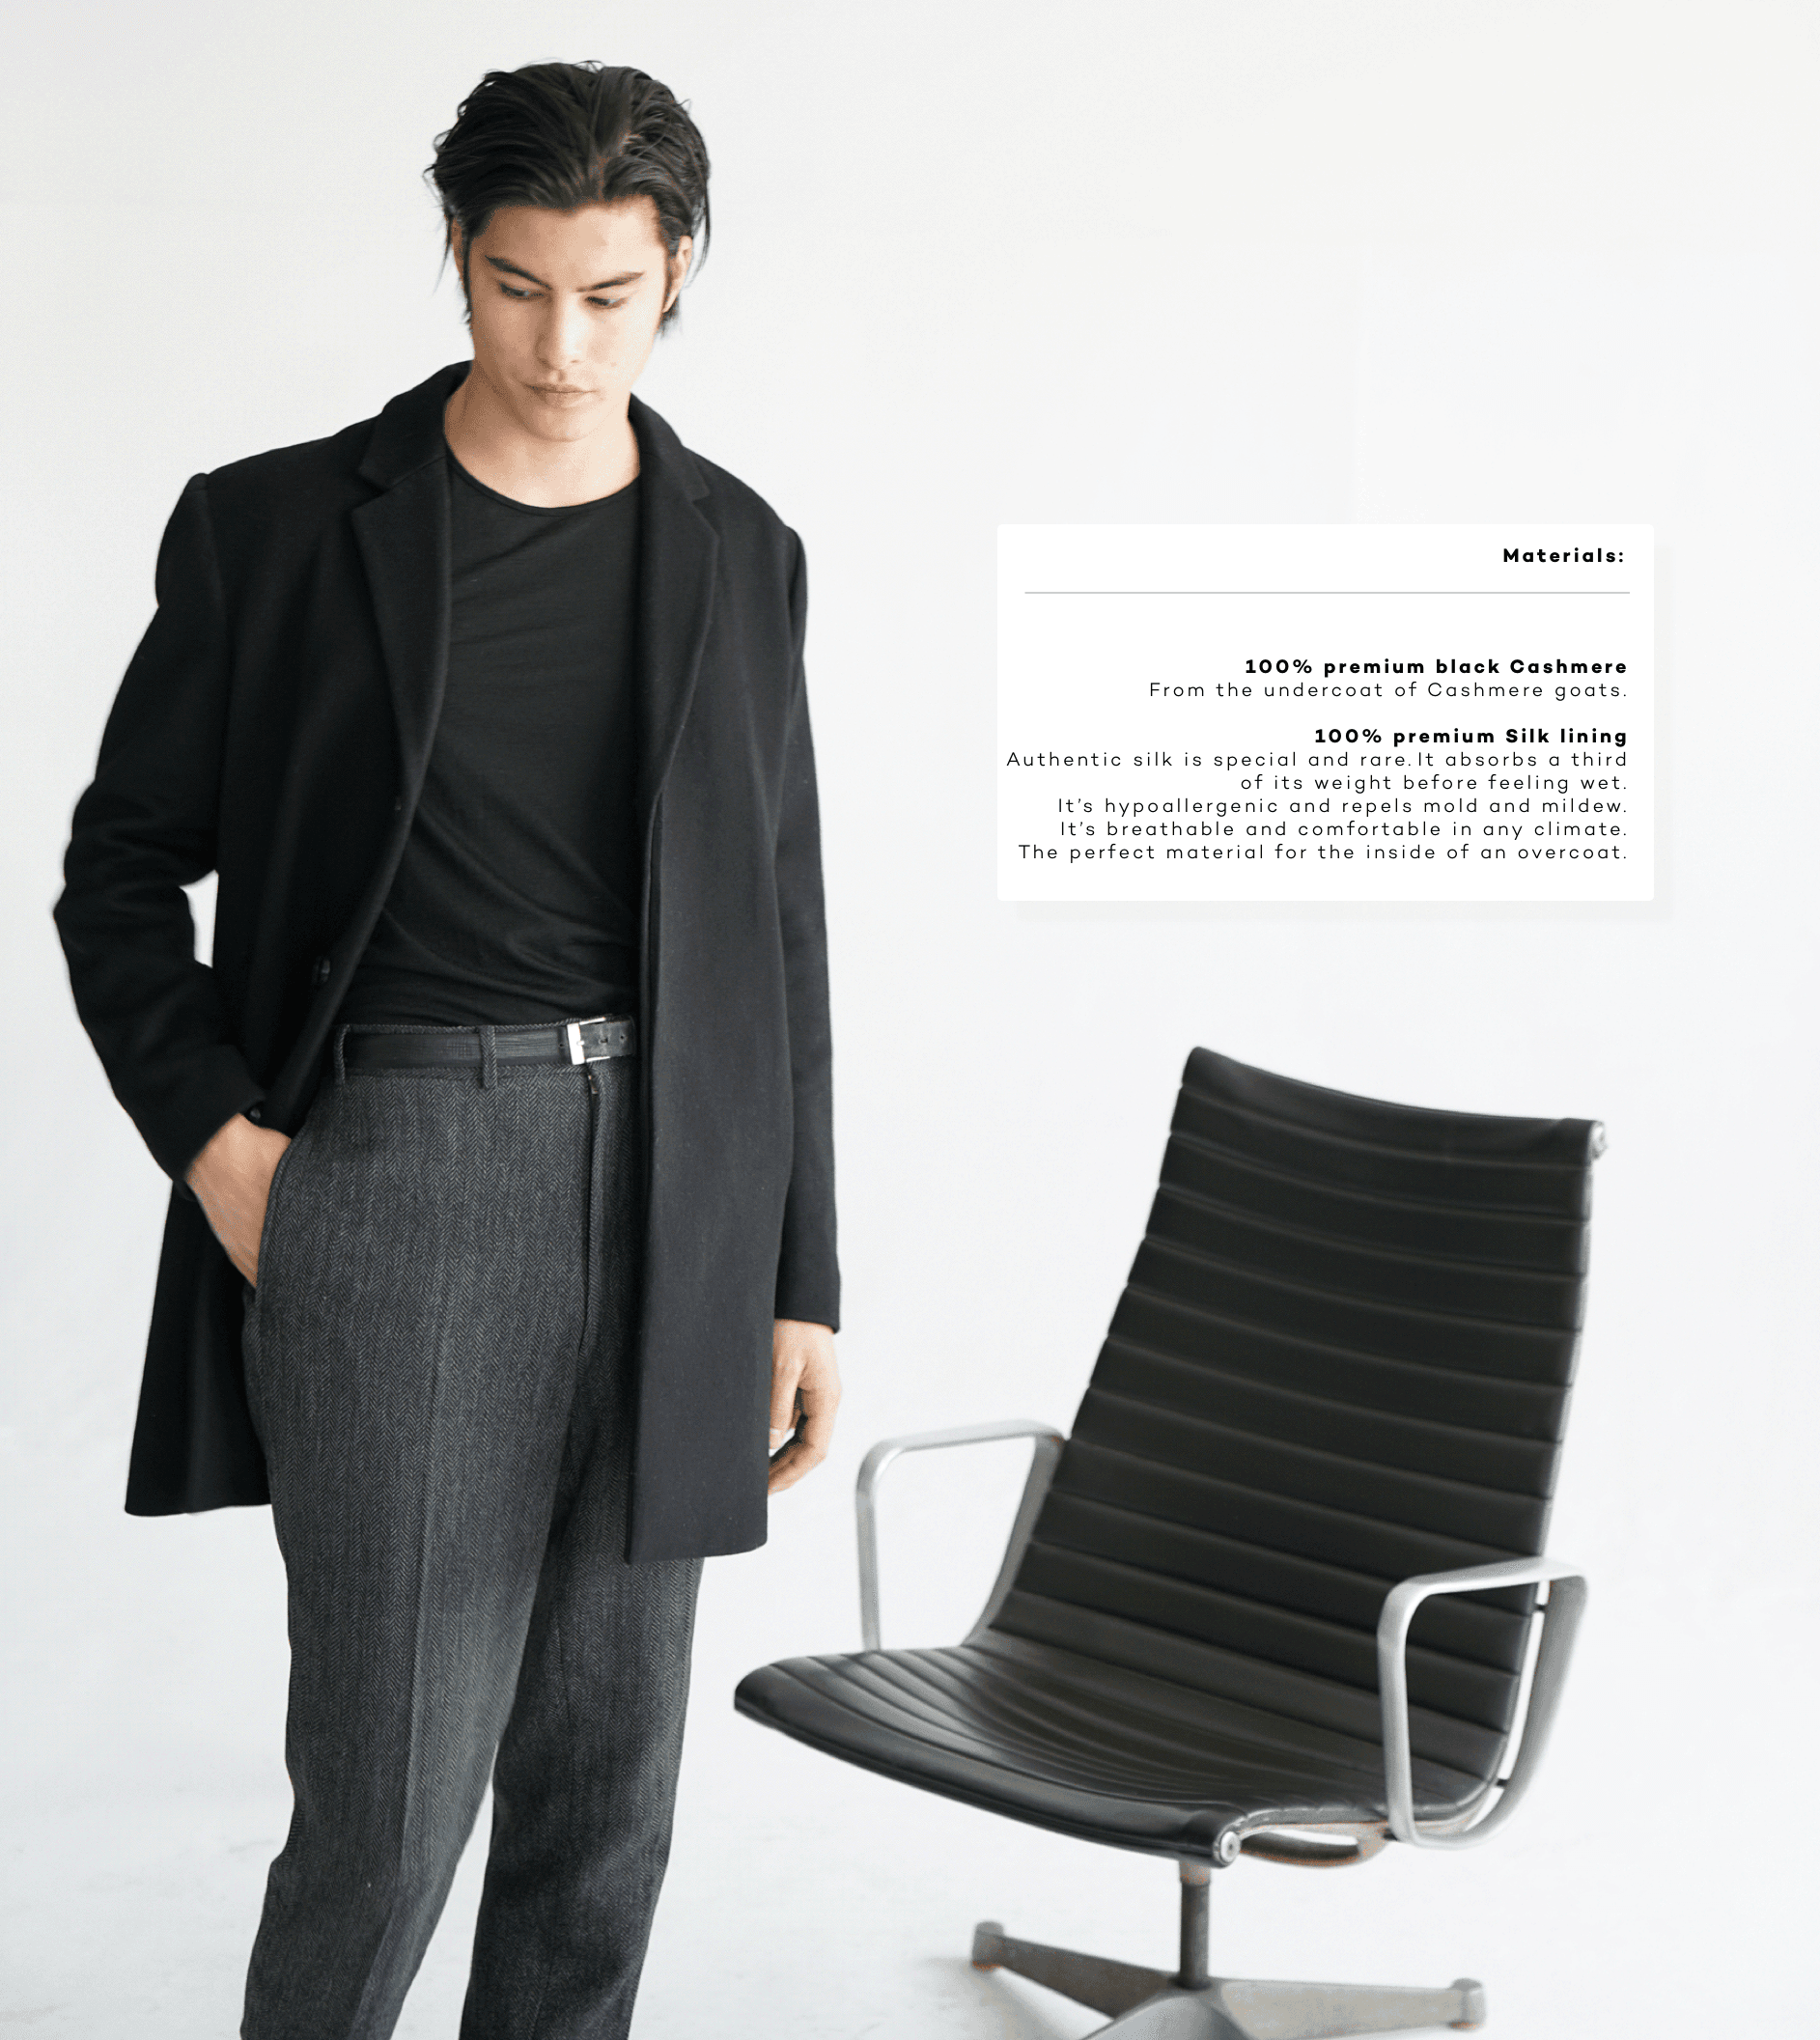 Materials:
100% premium black Cashmere
From the undercoat of Cashmere goats.
100% premium Silk lining
Authentic silk is special and rare. It absorbs a third
of its weight before feeling wet.
It’s hypoallergenic and repels mold and mildew.
It’s breathable and comfortable in any climate.
The perfect material for the inside of an overcoat.